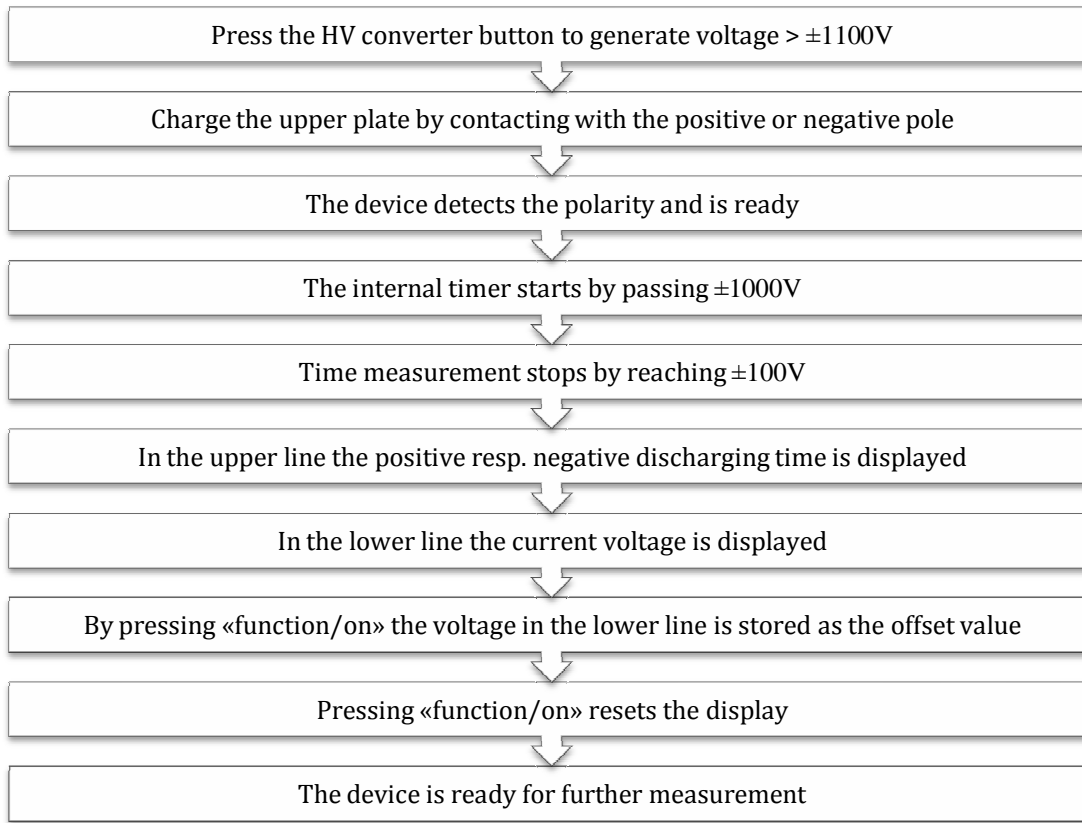 Press the HV converter button to generate voltage > ±1100V
Charge the upper plate by contacting with the positive or negative pole
The device detects the polarity and is ready
The internal timer starts by passing ±1000V
Time measurement stops by reaching ±100V
In the upper line the positive resp. negative discharging time is displayed
In the lower line the current voltage is displayed
By pressing «function/on» the voltage in the lower line is stored as the offset value
Pressing «function/on» resets the display
The device is ready for further measurement